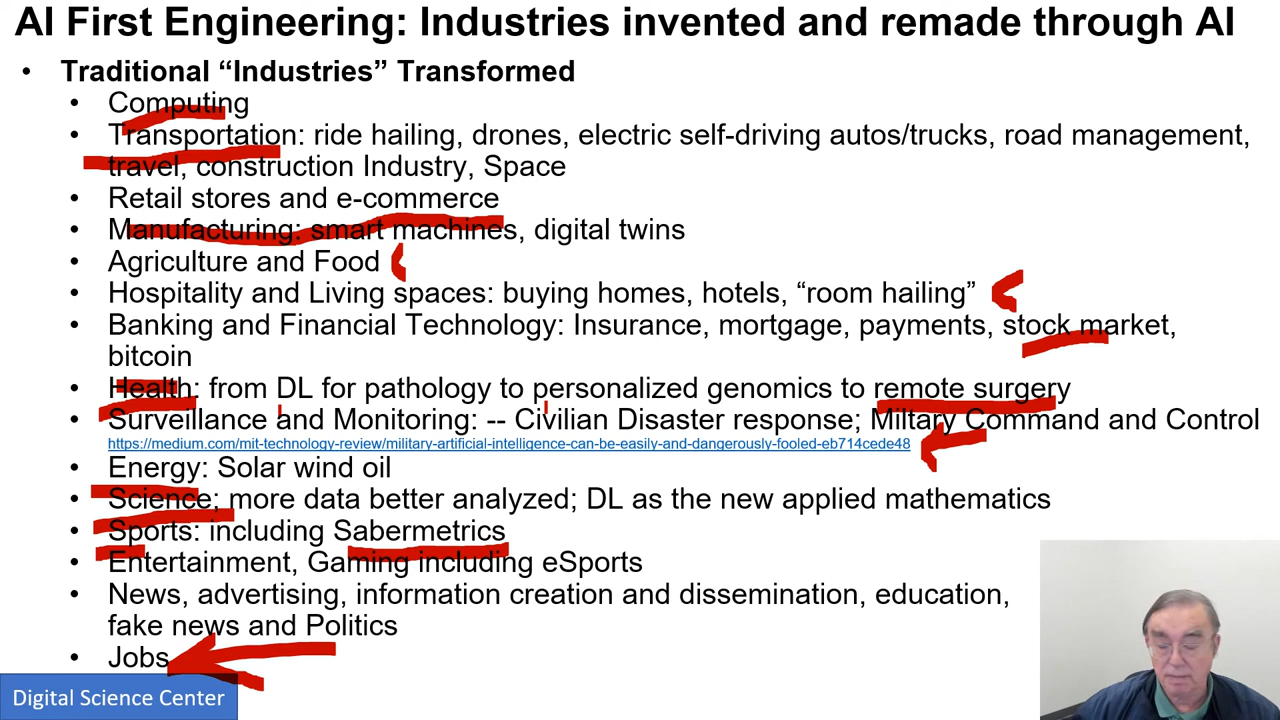 AI First Engineering: Industries invented and remade through AI
• Traditional “Industries” Transformed
• Computing
• Transportation: ride hailing, drones, electric self-driving autos/trucks, road management,
travel, construction Industry, Space
• Retail stores and e-commerce
• Manufacturing: smart machines, digital twins
• Agriculture and Food
• Hospitality and Living spaces: buying homes, hotels, “room hailing”
• Banking and Financial Technology: Insurance, mortgage, payments, stock market,
bitcoin
• Health: from DL for pathology to personalized genomics to remote surgery
• Surveillance and Monitoring: -- Civilian Disaster response; Miltary Command and Control
https://medium.com/mit-technology-review/military-artificial-intelligence-can-be-easily-and-dangerously-fooled-eb714cede48
• Energy: Solar wind oil
• Science; more data better analyzed; DL as the new applied mathematics
• Sports: including Sabermetrics
• Entertainment, Gaming including eSports
• News, advertising, information creation and dissemination, education,
fake news and Politics
• Jobs
Digital Science Center